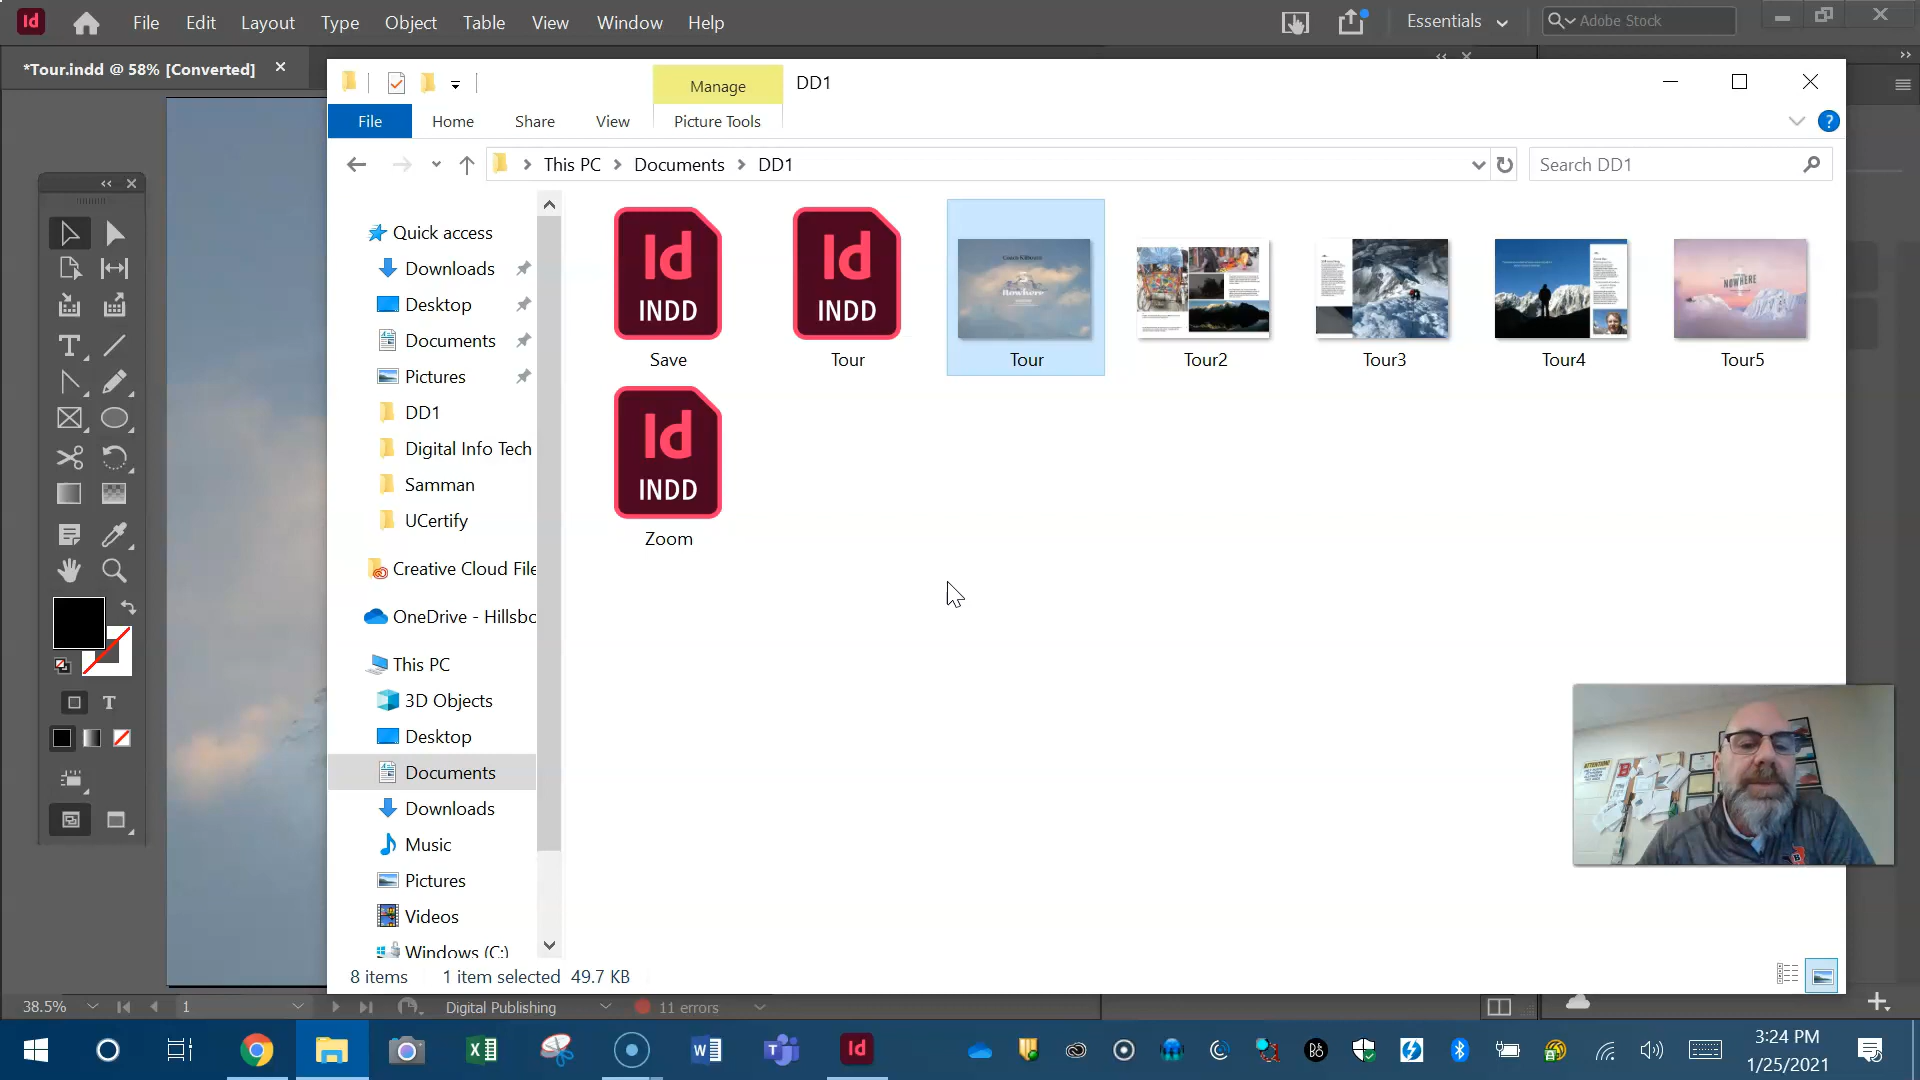 Id File Edit Layout Type Object Table View Window Help Essentials Adobe Stock
*Tour.indd @ 58% [Converted]
Manage DD1
File Home Share View Picture Tools
This PC Documents DD1 Search DD1
Quick access
Downloads
Desktop
Documents
Pictures
DD1
Digital Info Tech
Samman
UCertify
Creative Cloud File
OneDrive - Hillsbc
This PC
3D Objects
Desktop
Documents
Downloads
Music
Pictures
Videos
Windows (C:)
Id
INDD
Save
Id
INDD
Tour
Nowhere
Tour
Tour2
Tour3
Tour4
NOWHERE
Tour5
Id
INDD
Zoom
8 items 1 item selected 49.7 KB
ATTENTION!
B
38.5% 1 Digital Publishing 11 errors
Id
3:24 PM
1/25/2021